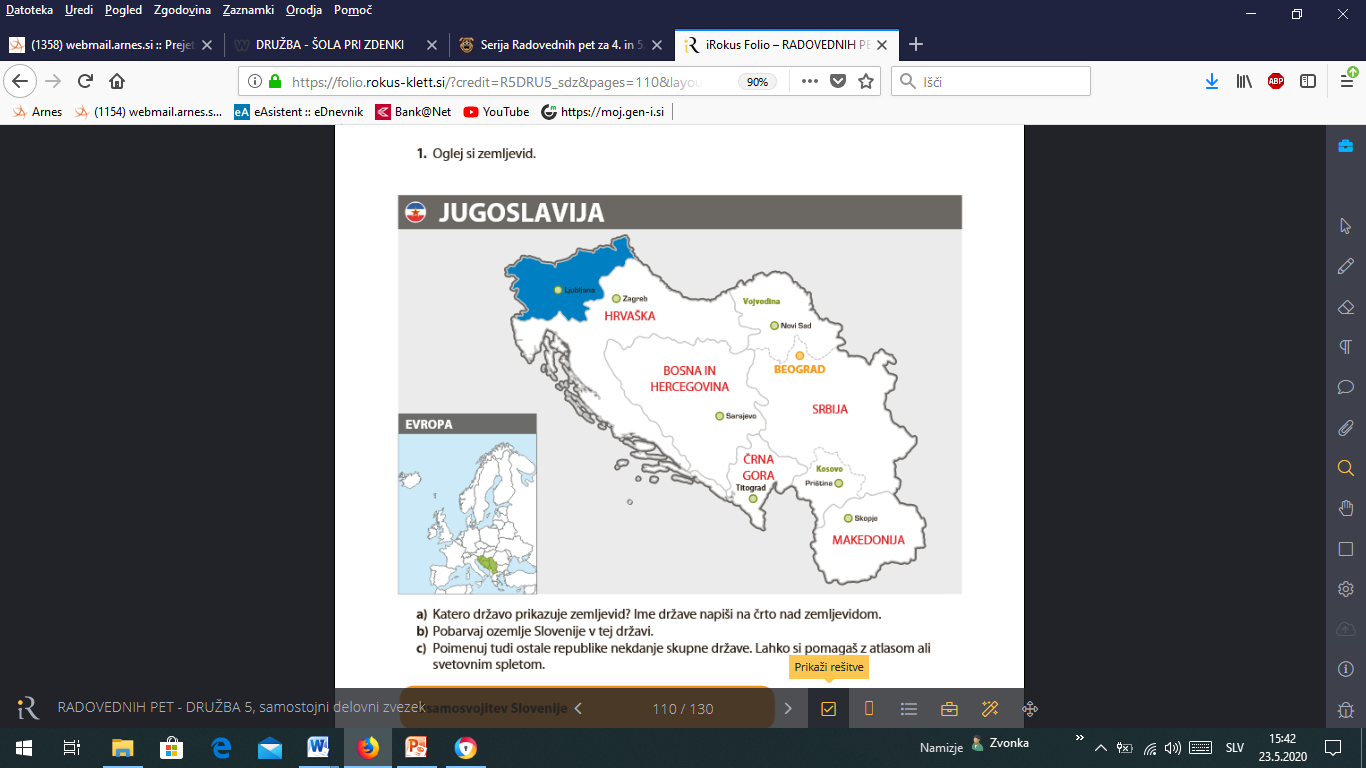 Datoteka Uredi Pogled Zgodovina Zaznamki Orodja Pomoč
(1358) webmail.arnes.si :: Prejet
DRUŽBA - ŠOLA PRI ZDENKI
Serija Radovednih pet za 4. in 5.
iRokus Folio – RADOVEDNIH PE
https://folio.rokus-klett.si/?credit=R5DRU5_sdz&pages=110&layou
90%
Išči
ABP
Arnes
(1154) webmail.arnes.s...
eA eAsistent :: eDnevnik
Bank@Net
YouTube
https://moj.gen-i.si
1. Oglej si zemljevid.
JUGOSLAVIJA
Ljubljana
Zagreb
HRVAŠKA
Vojvodina
Novi Sad
BEOGRAD
BOSNA IN
HERCEGOVINA
Sarajevo
SRBIJA
ČRNA
GORA
Titograd
Kosovo
Priština
Skopje
MAKEDONIJA
EVROPA
a) Katero državo prikazuje zemljevid? Ime države napiši na črto nad zemljevidom.
b) Pobarvaj ozemlje Slovenije v tej državi.
c) Poimenuj tudi ostale republike nekdanje skupne države. Lahko si pomagaš z atlasom ali
svetovnim spletom.
Prikaži rešitve
iR
RADOVEDNIH PET - DRUŽBA 5, samostojni delovni zvezek
samosvojitev Slovenije
110 / 130
Namizje
Zvonka
SLV
15:42
23.5.2020